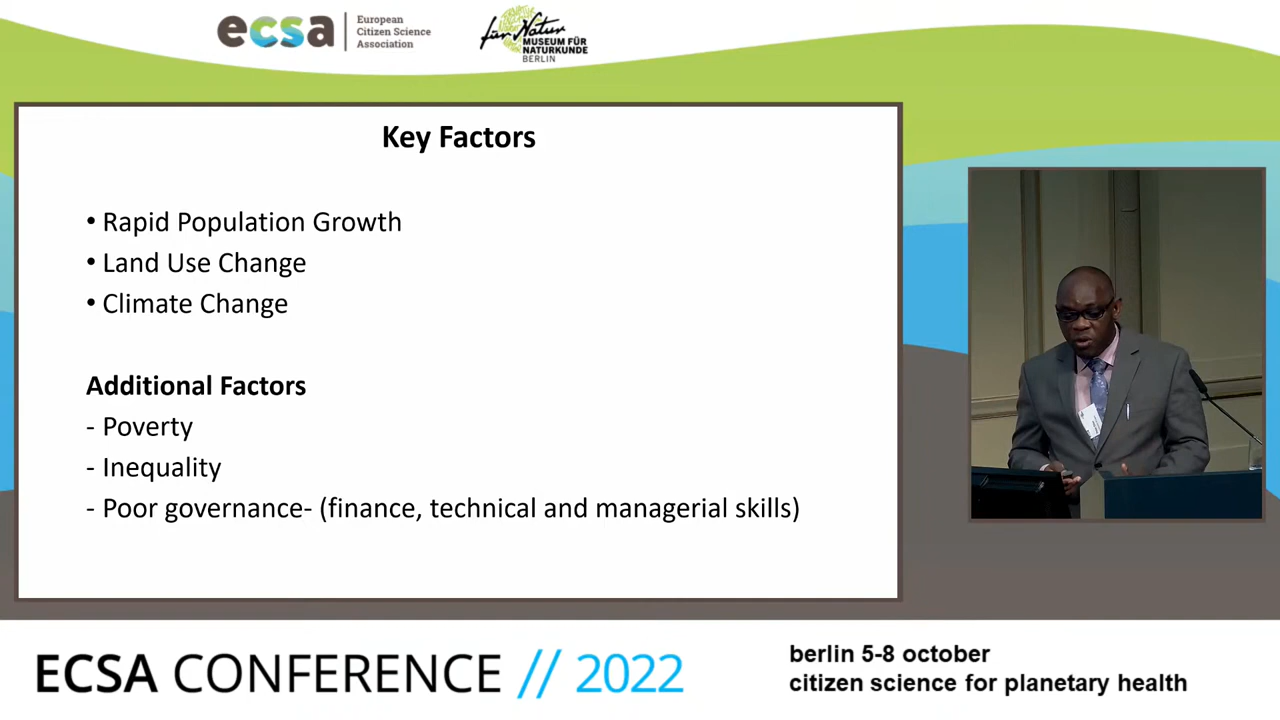 ecsa
European
Citizen Science
Association
für Natur
MUSEUM FÜR
NATURKUNDE
BERLIN
Key Factors
• Rapid Population Growth
• Land Use Change
• Climate Change
Additional Factors
- Poverty
- Inequality
- Poor governance- (finance, technical and managerial skills)
ECSA CONFERENCE // 2022
berlin 5-8 october
citizen science for planetary health